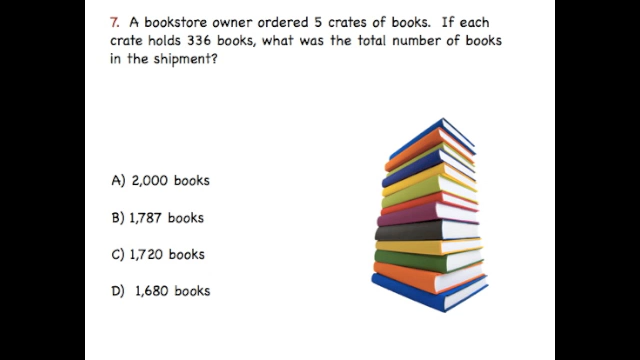 7. A bookstore owner ordered 5 crates of books. If each
crate holds 336 books, what was the total number of books
in the shipment?
A) 2,000 books
B) 1,787 books
C) 1,720 books
D) 1,680 books